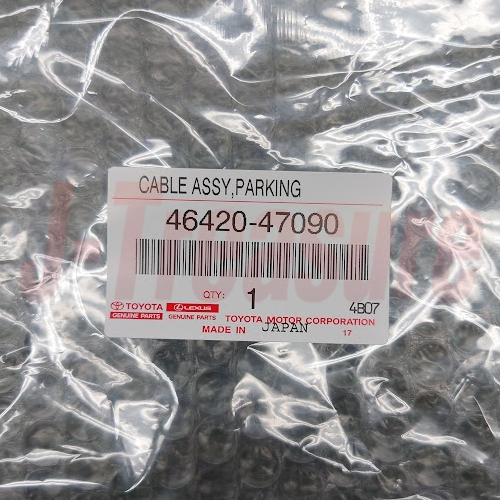 CABLE ASSY,PARKING
46420-47090
QTY: 1
4B07
TOYOTA LEXUS
GENUINE PARTS GENUINE PARTS TOYOTA MOTOR CORPORATION
MADE IN JAPAN 17
J-Treasure